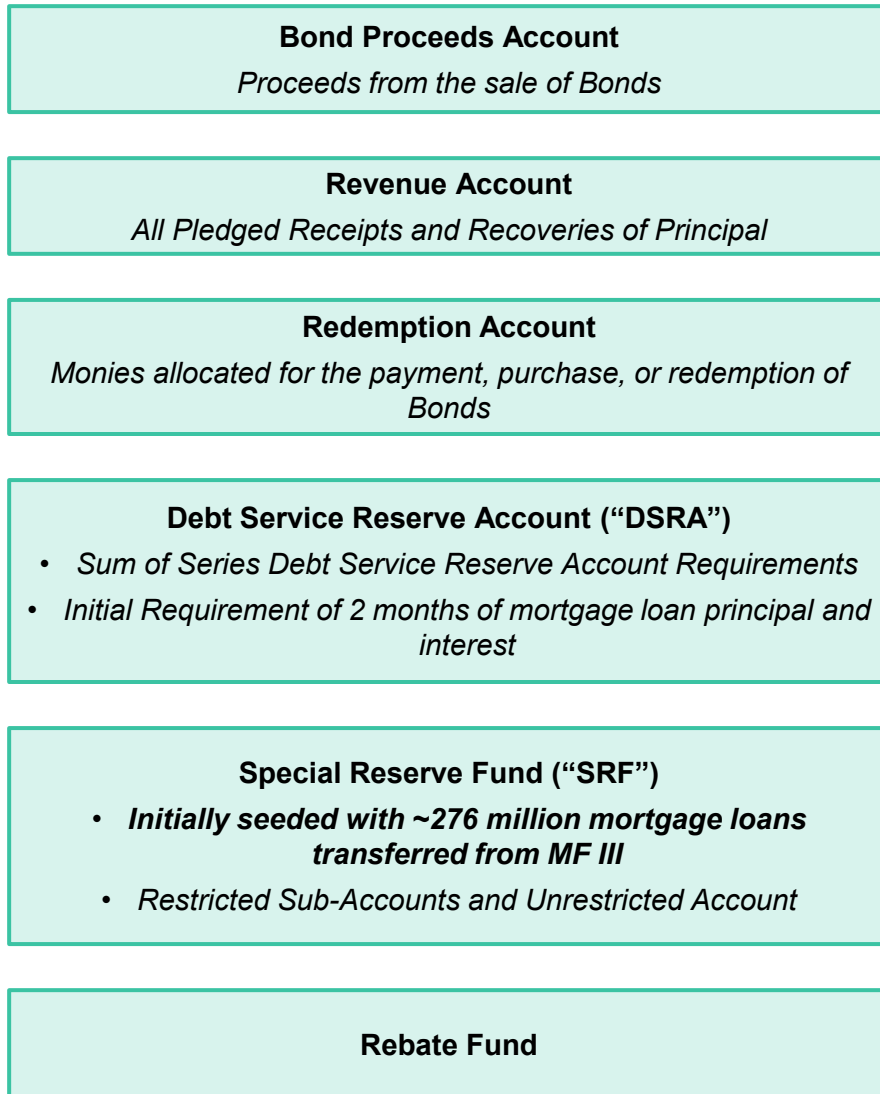 Bond Proceeds Account
Proceeds from the sale of Bonds
Revenue Account
All Pledged Receipts and Recoveries of Principal
Redemption Account
Monies allocated for the payment, purchase, or redemption of
Bonds
Debt Service Reserve Account (“DSRA”)
• Sum of Series Debt Service Reserve Account Requirements
• Initial Requirement of 2 months of mortgage loan principal and
interest
Special Reserve Fund (“SRF”)
• Initially seeded with ~276 million mortgage loans
transferred from MF III
• Restricted Sub-Accounts and Unrestricted Account
Rebate Fund